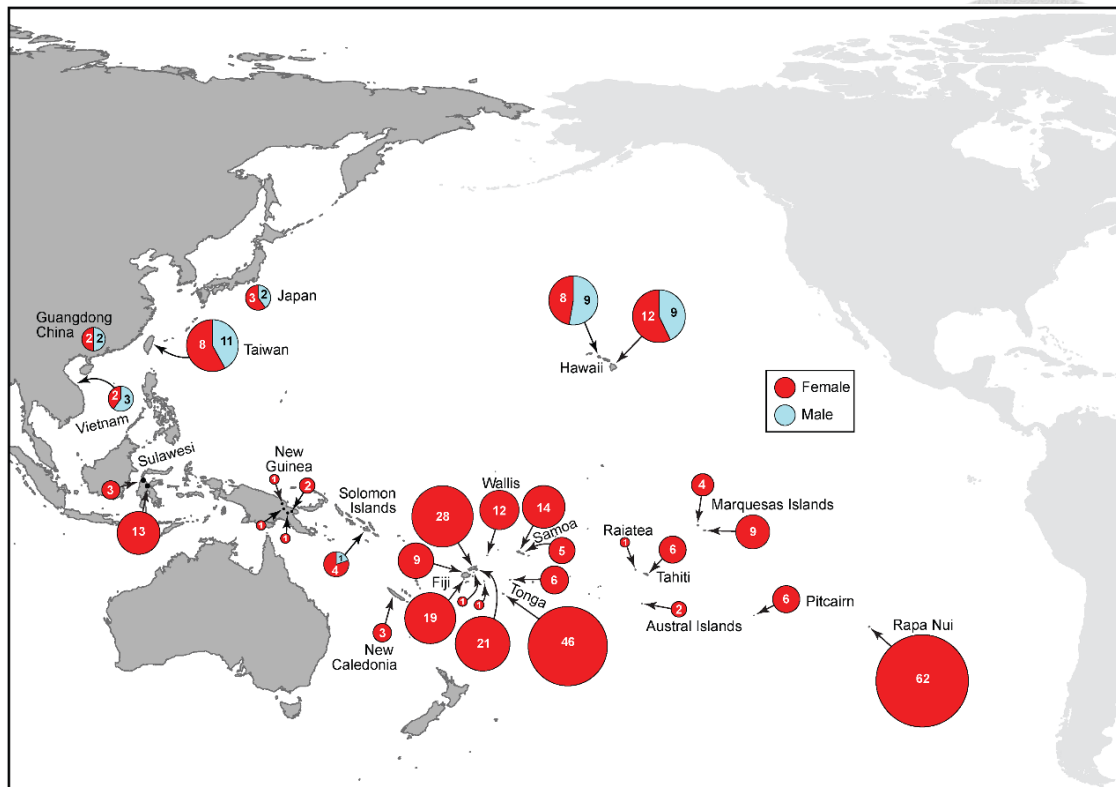 Japan
3
2
Guangdong
China
2
2
Taiwan
8
11
Vietnam
2
3
Hawaii
8
9
12
9
Female
Male
Sulawesi
3
13
New
Guinea
1
2
1
1
Solomon
Islands
1
4
New
Caledonia
3
Fiji
28
9
19
1
1
21
Wallis
12
Samoa
14
5
Tonga
6
46
Raiatea
1
Tahiti
6
Marquesas Islands
4
9
Austral Islands
2
Pitcairn
6
Rapa Nui
62